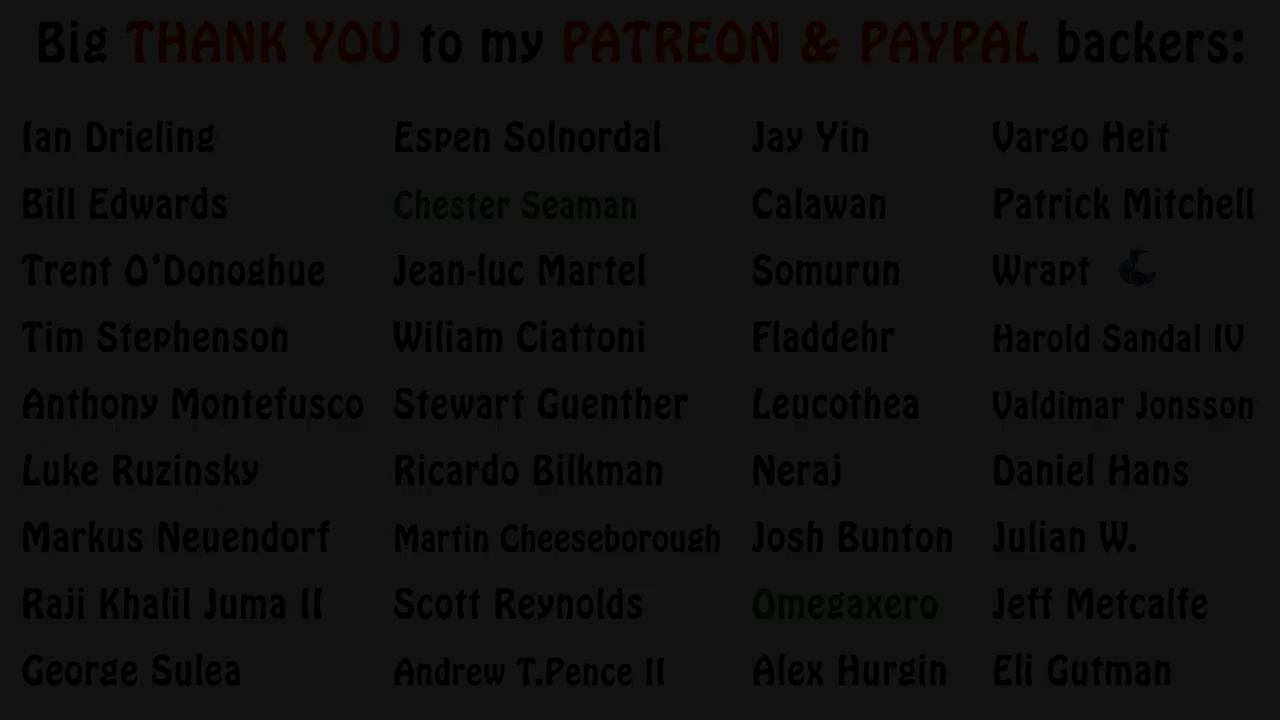 Big THANK YOU to my PATREON & PAYPAL backers:
Ian Drieling Espen Solnordal Jay Yin Vargo Heit
Bill Edwards Chester Seaman Calawan Patrick Mitchell
Trent O'Donoghue Jean-luc Martel Somurun Wrapt
Tim Stephenson Wiliam Ciattoni Fladdehr Harold Sandal IV
Anthony Montefusco Stewart Guenther Leucothea Valdimar Jonsson
Luke Ruzinsky Ricardo Bilkman Neraj Daniel Hans
Markus Neuendorf Martin Cheeseborough Josh Bunton Julian W.
Raji Khalil Juma II Scott Reynolds Omegaxero Jeff Metcalfe
George Sulea Andrew T.Pence II Alex Hurgin Eli Gutman